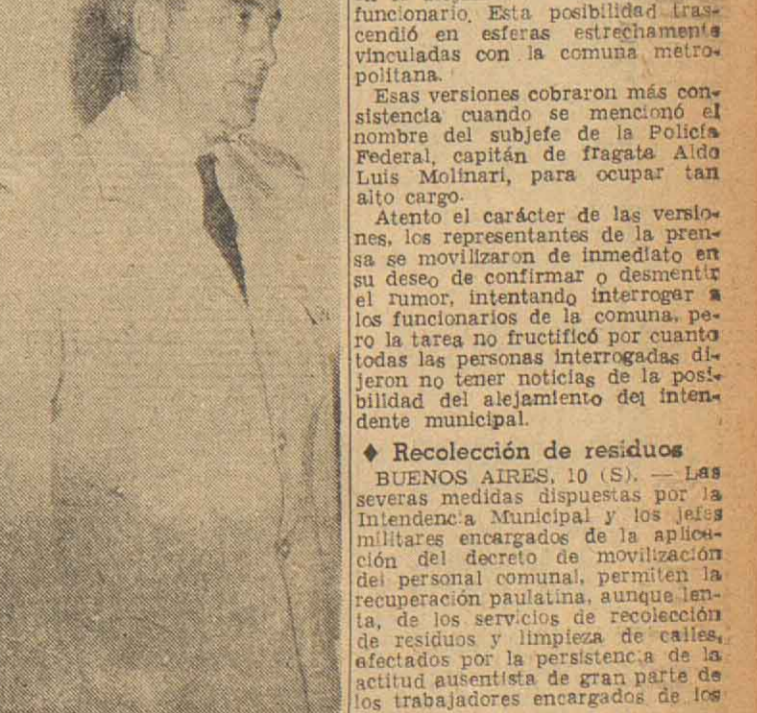 funcionario. Esta posibilidad tras-
cendió en esferas estrechamente
vinculadas con la comuna metro-
politana.
Esas versiones cobraron más con-
sistencia cuando se mencionó el
nombre del subjefe de la Policía
Federal, capitán de fragata Aldo
Luis Molinari, para ocupar tan
alto cargo.
Atento el carácter de las versio-
nes, los representantes de la pren-
sa se movilizaron de inmediato en
su deseo de confirmar o desmentir
el rumor, intentando interrogar a
los funcionarios de la comuna, pe-
ro la tarea no fructificó por cuanto
todas las personas interrogadas di-
jeron no tener noticias de la posi-
bilidad del alejamiento del inten-
dente municipal.
♦ Recolección de residuos
BUENOS AIRES, 10 (S). — Las
severas medidas dispuestas por la
Intendencia Municipal y los jefes
militares encargados de la aplica-
ción del decreto de movilización
del personal comunal, permiten la
recuperación paulatina, aunque len-
ta, de los servicios de recolección
de residuos y limpieza de calles,
afectados por la persistencia de la
actitud ausentista de gran parte de
los trabajadores encargados de los